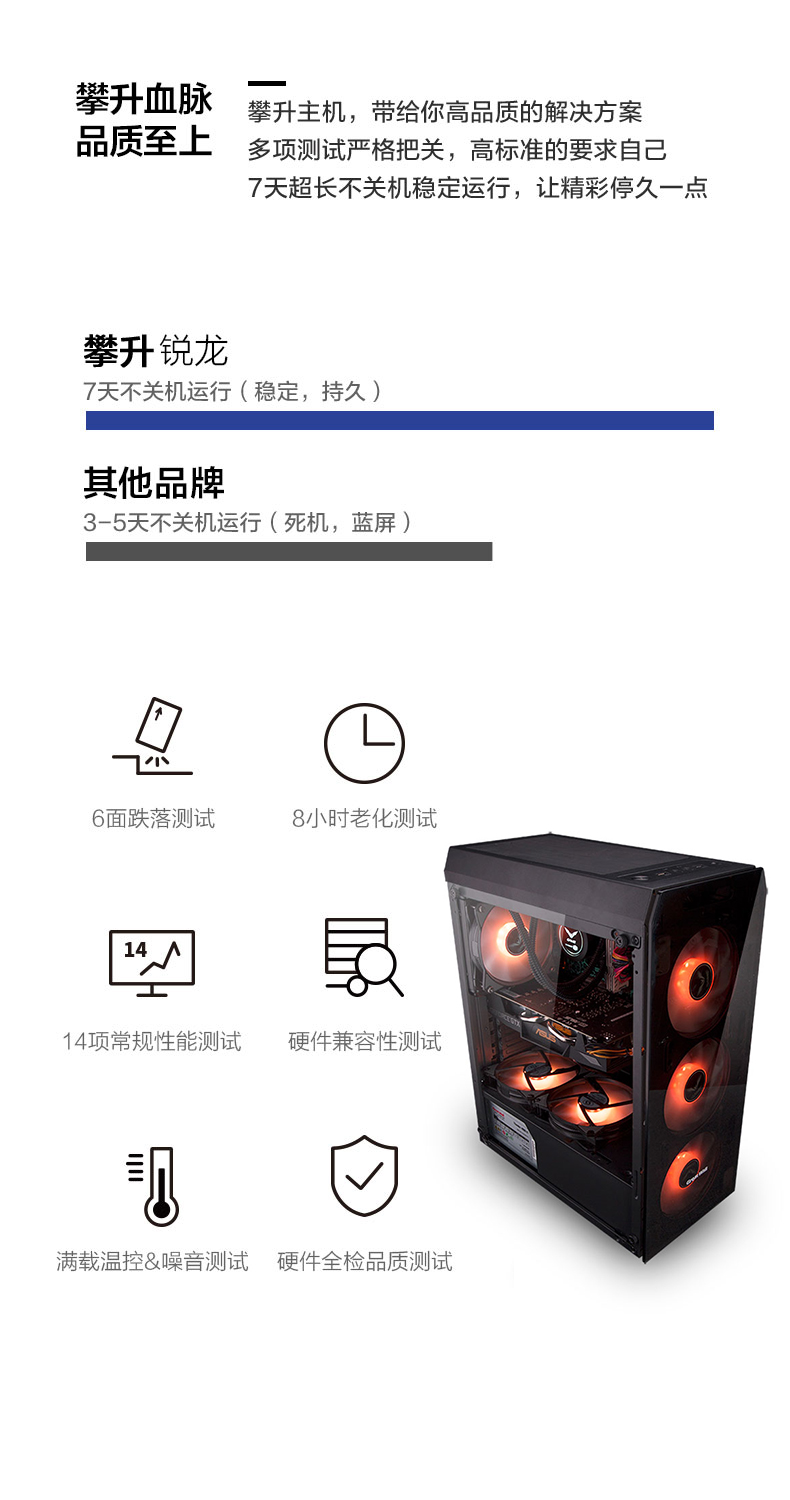 攀升血脉
品质至上
攀升主机，带给你高品质的解决方案
多项测试严格把关，高标准的要求自己
7天超长不关机稳定运行，让精彩停久一点
攀升 锐龙
7天不关机运行（稳定，持久）
其他品牌
3-5天不关机运行（死机，蓝屏）
6面跌落测试
8小时老化测试
14
14项常规性能测试
硬件兼容性测试
满载温控&噪音测试
硬件全检品质测试